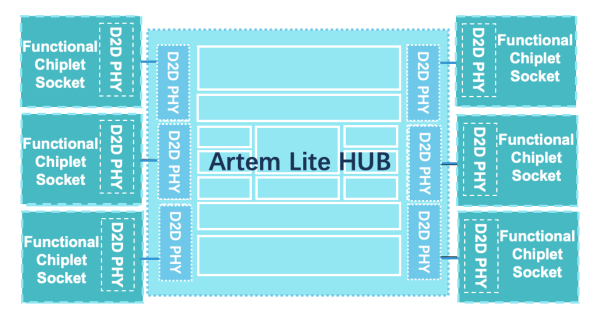 Functional
Chiplet
Socket
D2D PHY
D2D PHY
D2D PHY
D2D PHY
Functional
Chiplet
Socket
Functional
Chiplet
Socket
D2D PHY
D2D PHY
Artem Lite HUB
D2D PHY
D2D PHY
Functional
Chiplet
Socket
Functional
Chiplet
Socket
D2D PHY
D2D PHY
D2D PHY
D2D PHY
Functional
Chiplet
Socket